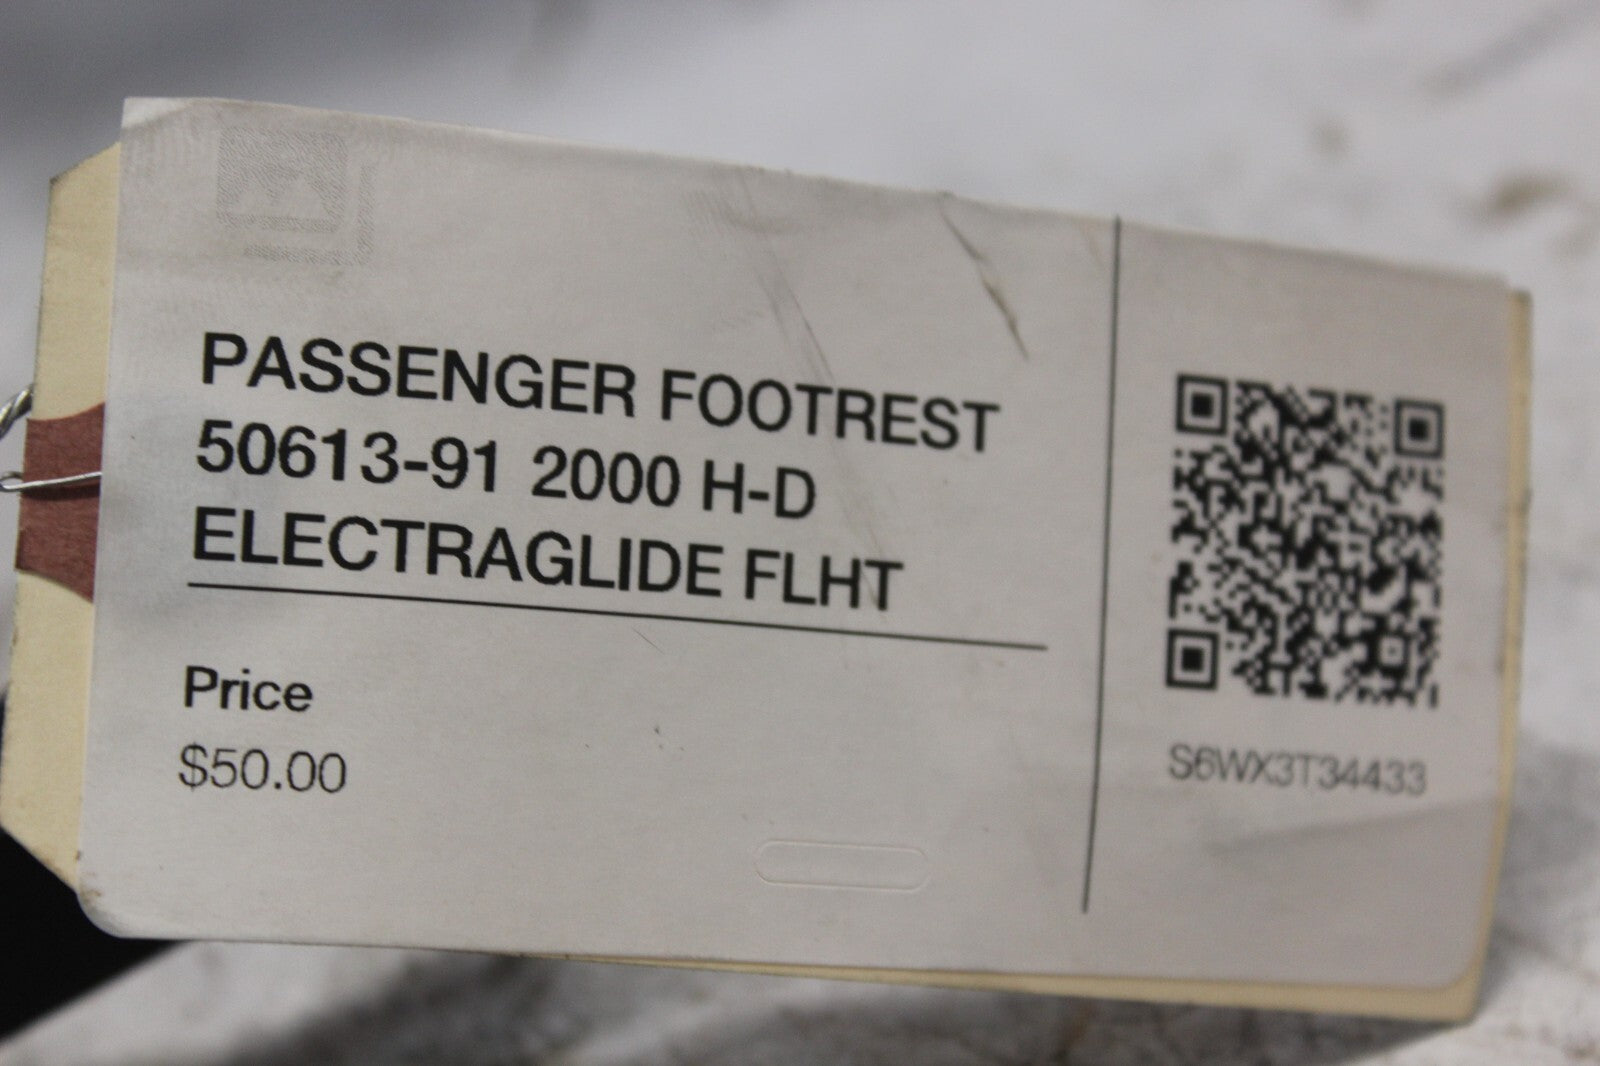 PASSENGER FOOTREST
50613-91 2000 H-D
ELECTRAGLIDE FLHT
Price
$50.00
S6WX3T34433